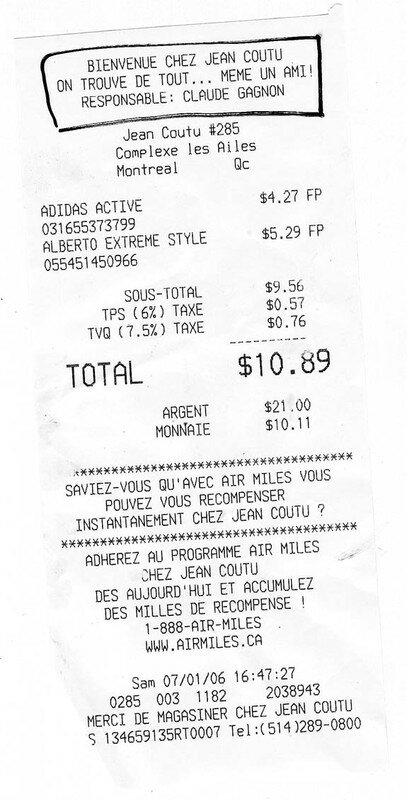 BIENVENUE CHEZ JEAN COUTU
ON TROUVE DE TOUT... MEME UN AMI!
RESPONSABLE: CLAUDE GAGNON
Jean Coutu #285
Complexe les Ailes
Montreal Qc
ADIDAS ACTIVE $4.27 FP
031655373799
ALBERTO EXTREME STYLE $5.29 FP
055451450966
SOUS-TOTAL $9.56
TPS (6%) TAXE $0.57
TVQ (7.5%) TAXE $0.76
----------
TOTAL $10.89
ARGENT $21.00
MONNAIE $10.11
************************************
SAVIEZ-VOUS QU'AVEC AIR MILES VOUS
POUVEZ VOUS RECOMPENSER
INSTANEMENT CHEZ JEAN COUTU ?
************************************
ADHEREZ AU PROGRAMME AIR MILES
CHEZ JEAN COUTU
DES AUJOURD'HUI ET ACCUMULEZ
DES MILLES DE RECOMPENSE !
1-888-AIR-MILES
WWW.AIRMILES.CA
Sam 07/01/06 16:47:27
0285 003 1182 2038943
MERCI DE MAGASINER CHEZ JEAN COUTU
S 134659135RT0007 Tel:(514)289-0800